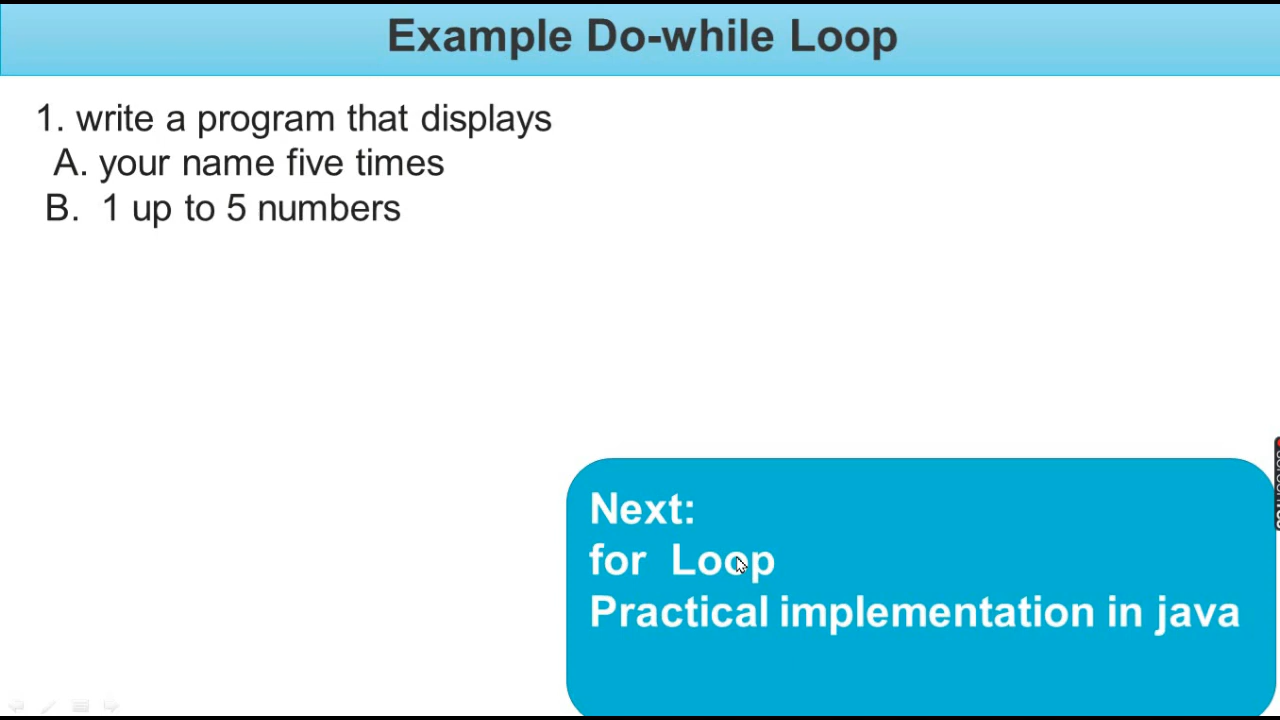 Example Do-while Loop
1. write a program that displays
A. your name five times
B. 1 up to 5 numbers
Next:
for Loop
Practical implementation in java